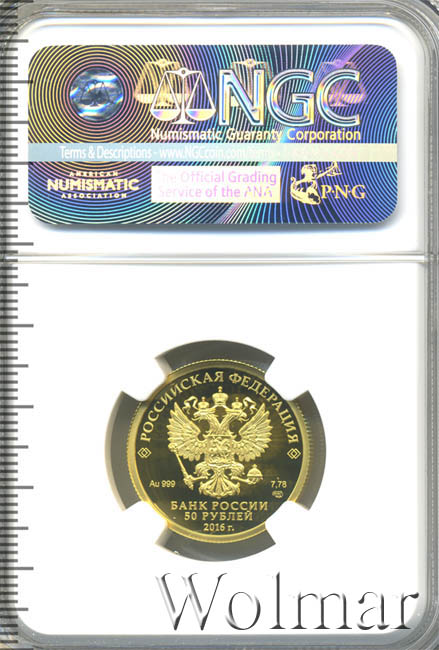 NGC
Numismatic Guaranty Corporation
Terms & Descriptions - www.NGCcoin.com
AMERICAN
NUMISMATIC
ASSOCIATION
The Official Grading
Service of the ANA
PNG
РОССИЙСКАЯ ФЕДЕРАЦИЯ
Au 999
7,78
БАНК РОССИИ
50 РУБЛЕЙ
2016 г.
Wolmar